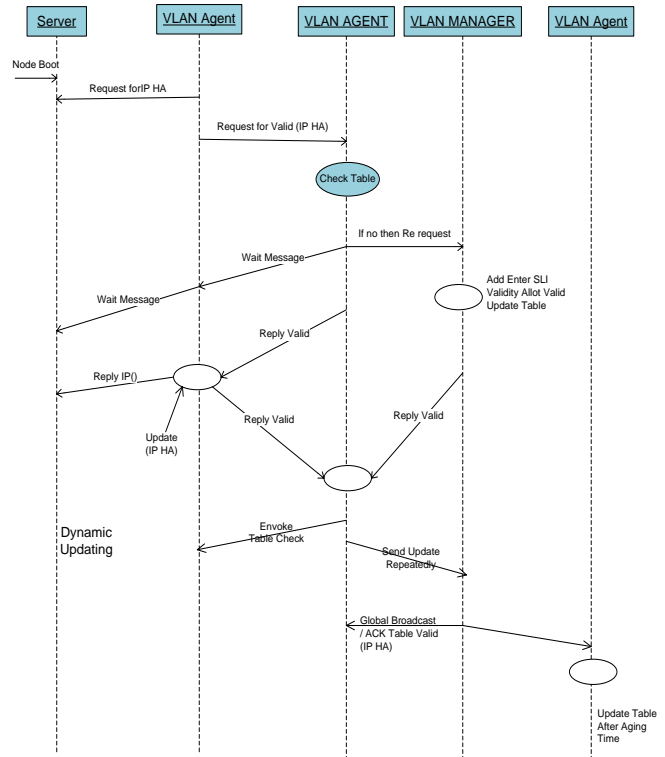 Server
VLAN Agent
VLAN AGENT
VLAN MANAGER
VLAN Agent
Node Boot
Request forIP HA
Request for Valid (IP HA)
Check Table
If no then Re request
Wait Message
Wait Message
Add Enter SLI
Validity Allot Valid
Update Table
Reply Valid
Reply IP()
Reply Valid
Reply Valid
Update
(IP HA)
Dynamic
Updating
Envoke
Table Check
Send Update
Repeatedly
Global Broadcast
/ ACK Table Valid
(IP HA)
Update Table
After Aging
Time